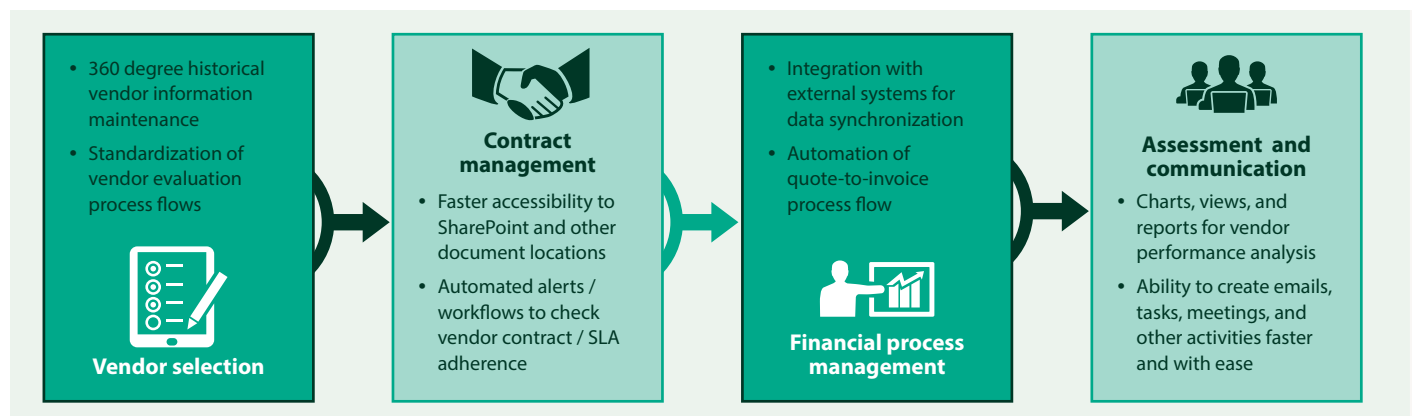 • 360 degree historical
vendor information
maintenance
• Standardization of
vendor evaluation
process flows
Vendor selection
Contract
management
• Faster accessibility to
SharePoint and other
document locations
• Automated alerts /
workflows to check
vendor contract / SLA
adherence
• Integration with
external systems for
data synchronization
• Automation of
quote-to-invoice
process flow
Financial process
management
Assessment and
communication
• Charts, views, and
reports for vendor
performance analysis
• Ability to create emails,
tasks, meetings, and
other activities faster
and with ease